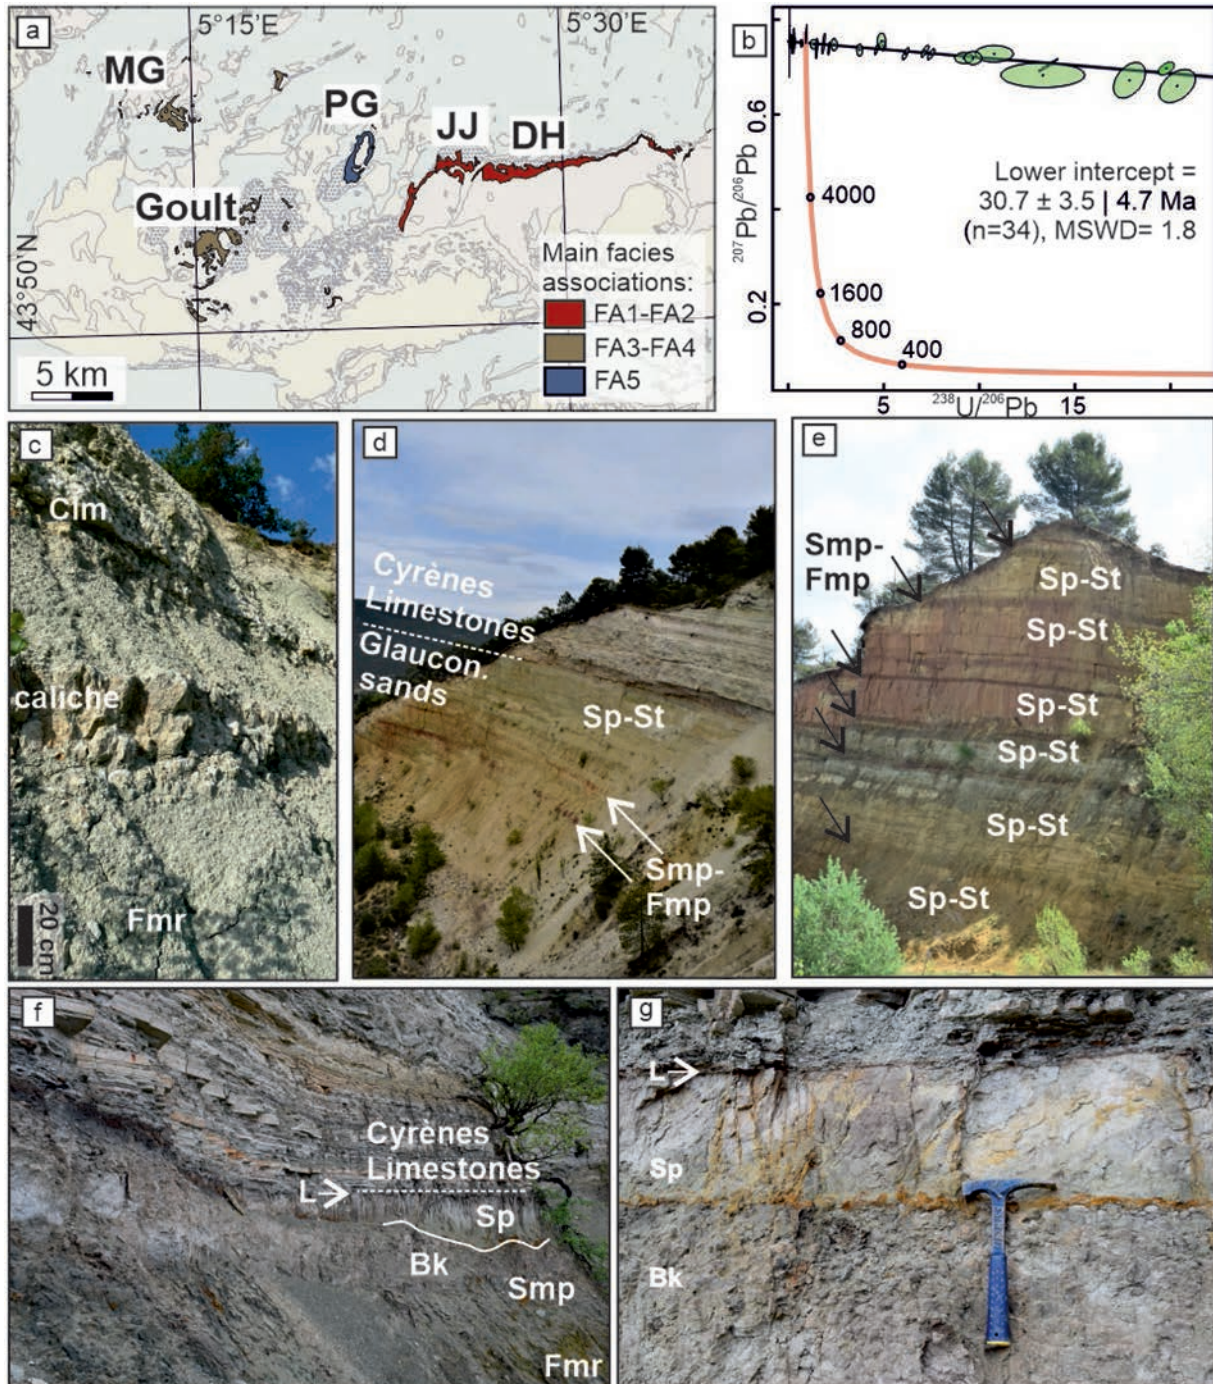 a
5°15'E
5°30'E
MG
PG
JJ
DH
Goult
43°50'N
Main facies
associations:
FA1-FA2
FA3-FA4
FA5
5 km
b
0.6
0.2
207Pb/206Pb
4000
1600
800
400
Lower intercept =
30.7 ± 3.5 | 4.7 Ma
(n=34), MSWD= 1.8
5
15
238U/206Pb
c
Clm
caliche
Fmr
20 cm
d
Cyrènes
Limestones
Glaucon.
sands
Sp-St
Smp-
Fmp
e
Smp-
Fmp
Sp-St
Sp-St
Sp-St
Sp-St
Sp-St
Sp-St
f
Cyrènes
Limestones
L
Sp
Bk
Smp
Fmr
g
L
Sp
Bk